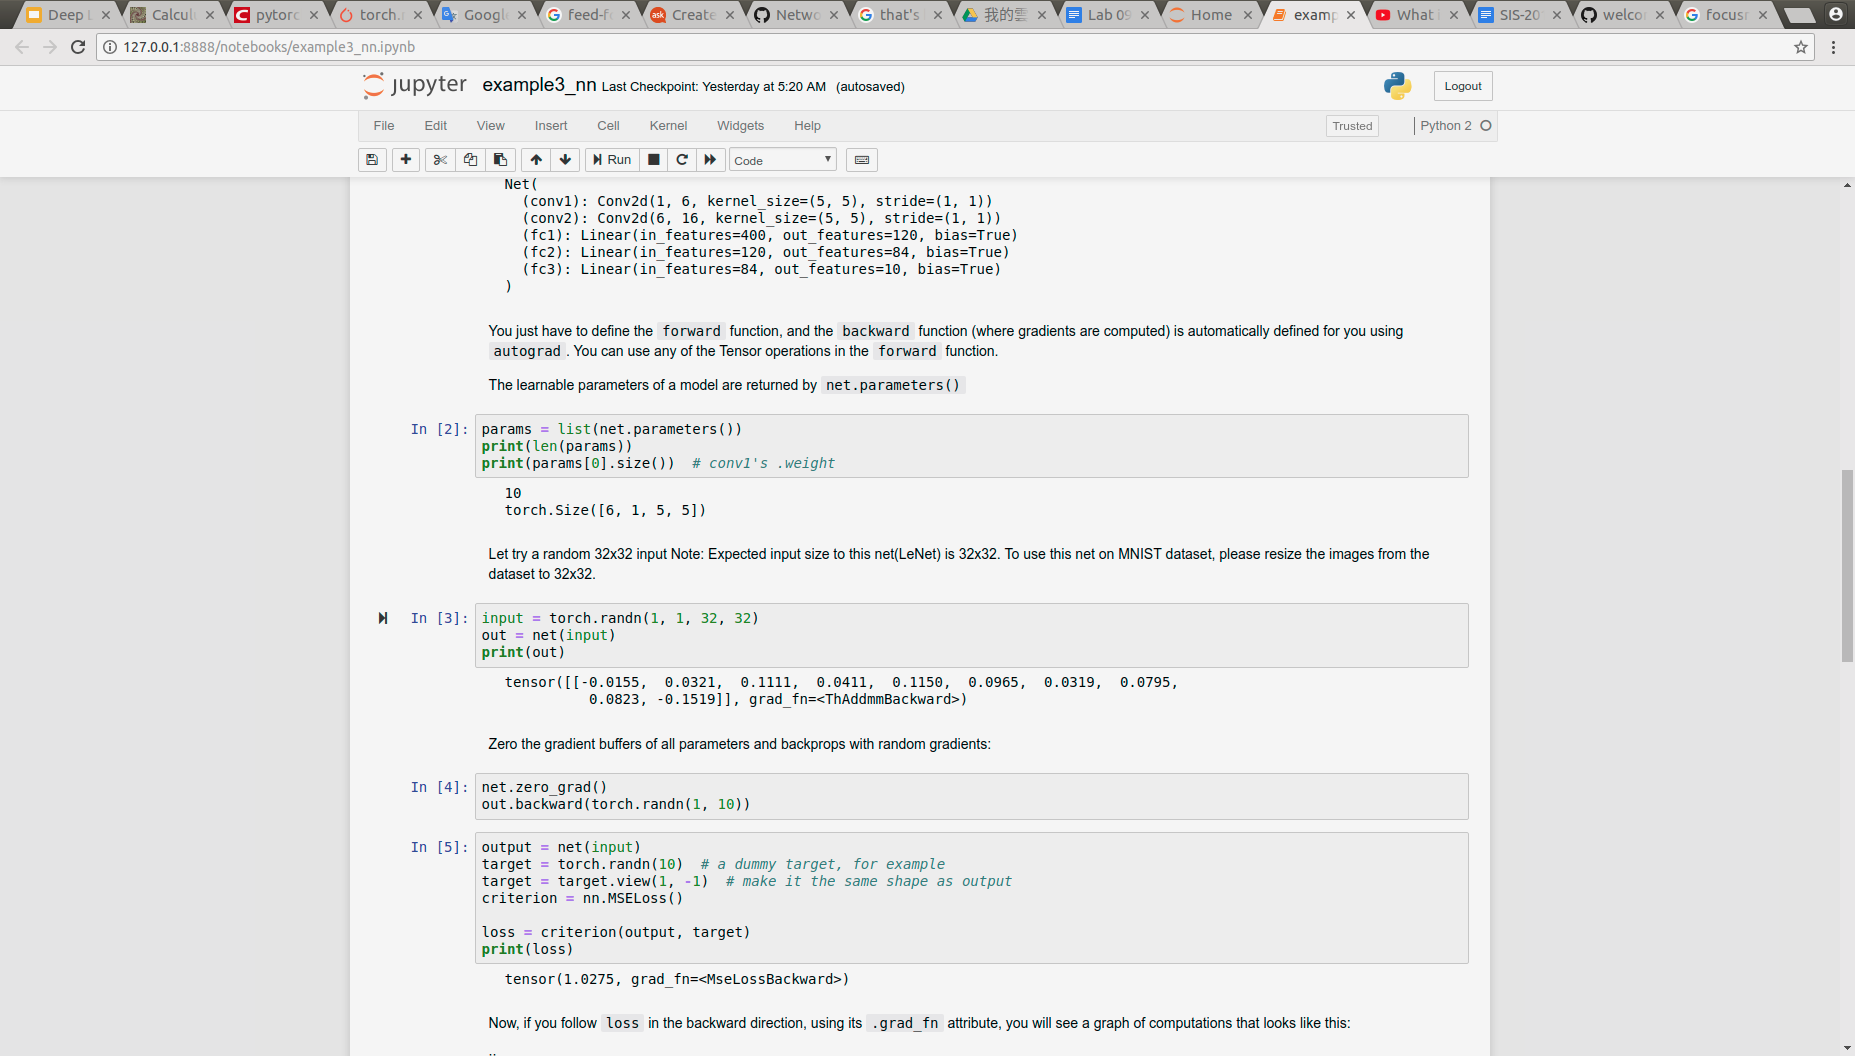 Deep L
Calcul
pytorc
torch.
Google
feed-f
Create
Netwo
that's
我的雲
Lab 09
Home
examp
What i
SIS-20
welco
focusr
127.0.0.1:8888/notebooks/example3_nn.ipynb
jupyter example3_nn Last Checkpoint: Yesterday at 5:20 AM (autosaved)
Logout
File Edit View Insert Cell Kernel Widgets Help
Trusted
Python 2
Run
Code
Net(
(conv1): Conv2d(1, 6, kernel_size=(5, 5), stride=(1, 1))
(conv2): Conv2d(6, 16, kernel_size=(5, 5), stride=(1, 1))
(fc1): Linear(in_features=400, out_features=120, bias=True)
(fc2): Linear(in_features=120, out_features=84, bias=True)
(fc3): Linear(in_features=84, out_features=10, bias=True)
)
You just have to define the forward function, and the backward function (where gradients are computed) is automatically defined for you using
autograd . You can use any of the Tensor operations in the forward function.
The learnable parameters of a model are returned by net.parameters()
In [2]: params = list(net.parameters())
print(len(params))
print(params[0].size())  # conv1's .weight
10
torch.Size([6, 1, 5, 5])
Let try a random 32x32 input Note: Expected input size to this net(LeNet) is 32x32. To use this net on MNIST dataset, please resize the images from the
dataset to 32x32.
In [3]: input = torch.randn(1, 1, 32, 32)
out = net(input)
print(out)
tensor([[-0.0155,  0.0321,  0.1111,  0.0411,  0.1150,  0.0965,  0.0319,  0.0795,
0.0823, -0.1519]], grad_fn=<ThAddmmBackward>)
Zero the gradient buffers of all parameters and backprops with random gradients:
In [4]: net.zero_grad()
out.backward(torch.randn(1, 10))
In [5]: output = net(input)
target = torch.randn(10)  # a dummy target, for example
target = target.view(1, -1)  # make it the same shape as output
criterion = nn.MSELoss()
loss = criterion(output, target)
print(loss)
tensor(1.0275, grad_fn=<MseLossBackward>)
Now, if you follow loss in the backward direction, using its .grad_fn attribute, you will see a graph of computations that looks like this: